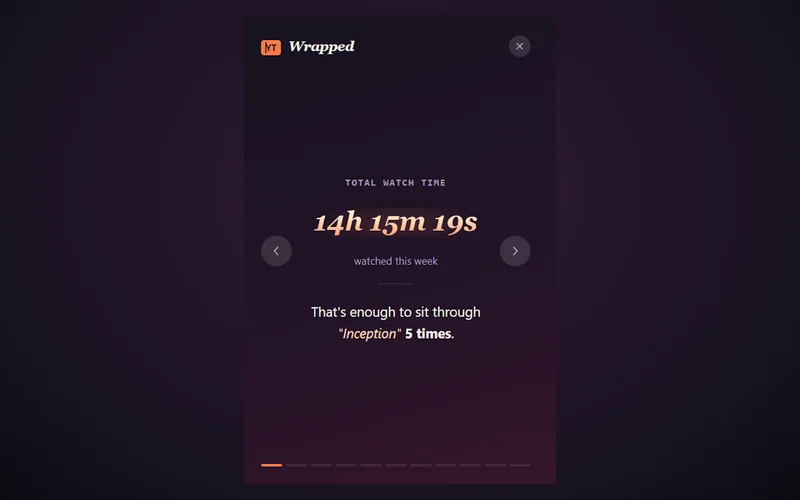 YT Wrapped
TOTAL WATCH TIME
14h 15m 19s
watched this week
That's enough to sit through
"Inception" 5 times.